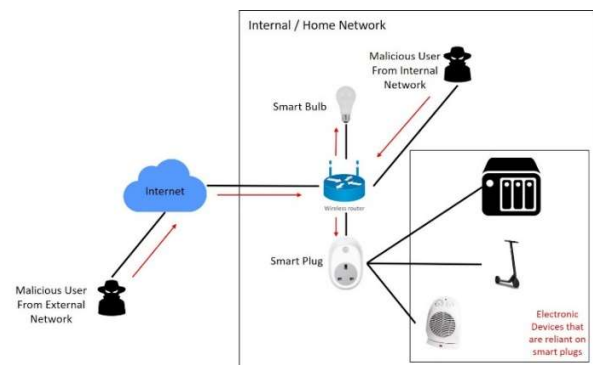 Internal / Home Network
Malicious User
From Internal
Network
Smart Bulb
Internet
Wireless router
Smart Plug
Malicious User
From External
Network
Electronic
Devices that
are reliant on
smart plugs